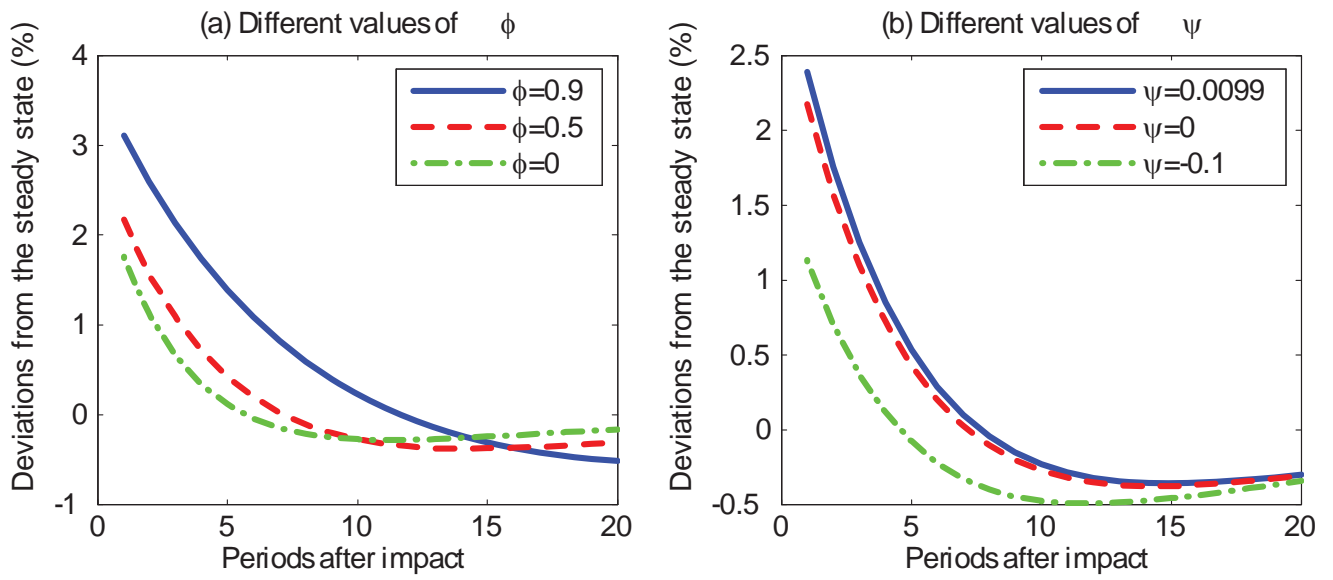 (a) Different values of ϕ
Deviations from the steady state (%)
4
3
2
1
0
-1
ϕ=0.9
ϕ=0.5
ϕ=0
0 5 10 15 20
Periods after impact
(b) Different values of ψ
Deviations from the steady state (%)
2.5
2
1.5
1
0.5
0
-0.5
ψ=0.0099
ψ=0
ψ=-0.1
0 5 10 15 20
Periods after impact